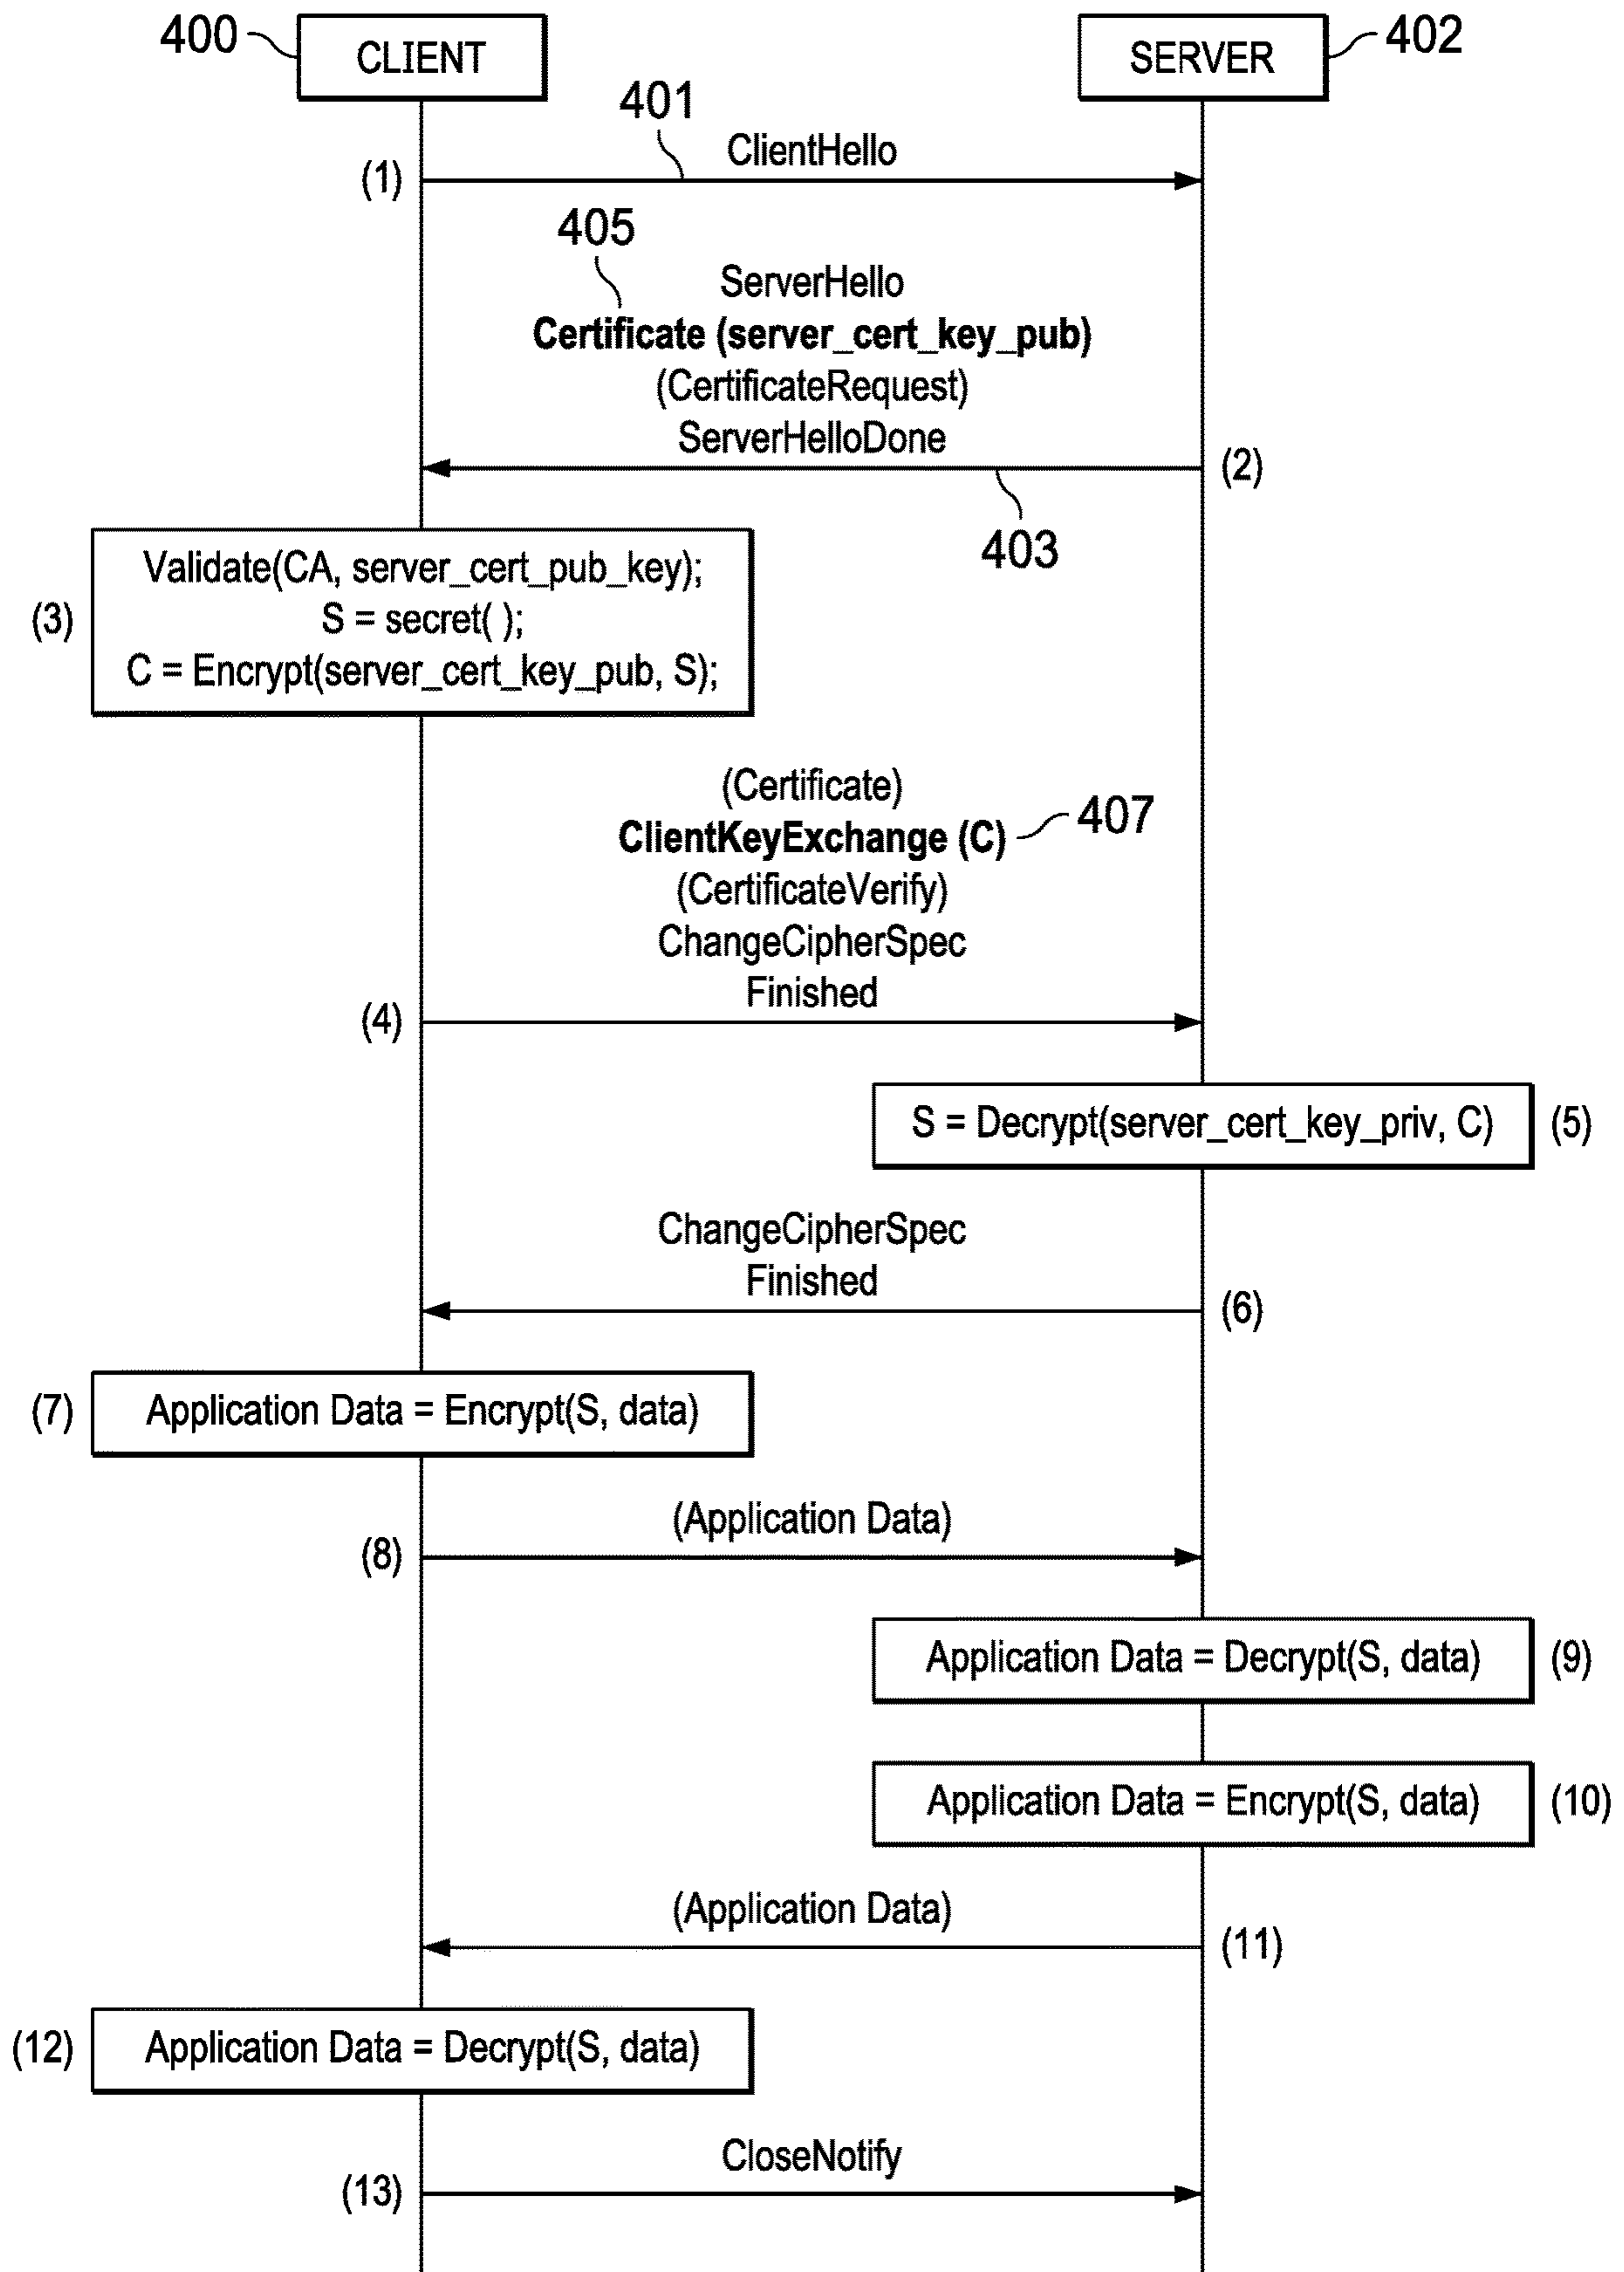 400
CLIENT
SERVER
402
401
ClientHello
(1)
405
ServerHello
Certificate (server_cert_key_pub)
(CertificateRequest)
ServerHelloDone
(2)
403
Validate(CA, server_cert_pub_key);
(3)
S = secret( );
C = Encrypt(server_cert_key_pub, S);
(Certificate)
ClientKeyExchange (C)
407
(CertificateVerify)
ChangeCipherSpec
Finished
(4)
S = Decrypt(server_cert_key_priv, C)
(5)
ChangeCipherSpec
Finished
(6)
(7)
Application Data = Encrypt(S, data)
(Application Data)
(8)
Application Data = Decrypt(S, data)
(9)
Application Data = Encrypt(S, data)
(10)
(Application Data)
(11)
(12)
Application Data = Decrypt(S, data)
CloseNotify
(13)